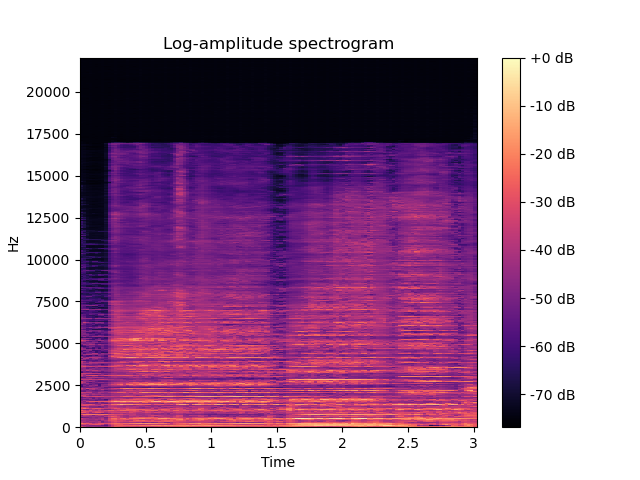 Log-amplitude spectrogram
+0 dB
20000
-10 dB
17500
-20 dB
15000
12500
-30 dB
Hz
10000
-40 dB
7500
-50 dB
5000
-60 dB
2500
-70 dB
0
0 0.5 1 1.5 2 2.5 3
Time